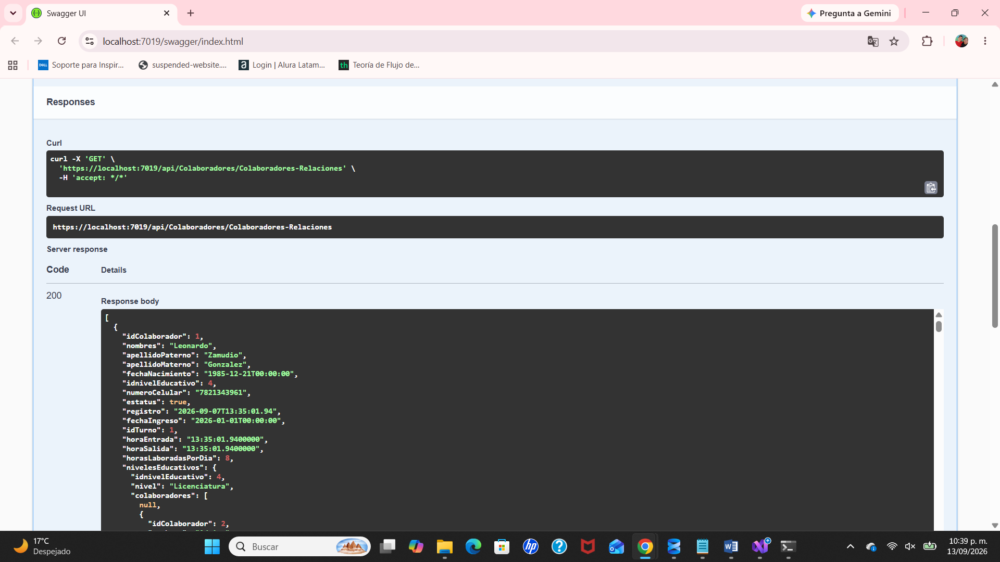 Swagger UI
Pregunta a Gemini
localhost:7019/swagger/index.html
DELL Soporte para Inspir...
suspended-website....
a Login | Alura Latam...
th Teoría de Flujo de...
Responses
Curl
curl -X 'GET' \
'https://localhost:7019/api/Colaboradores/Colaboradores-Relaciones' \
-H 'accept: */*'
Request URL
https://localhost:7019/api/Colaboradores/Colaboradores-Relaciones
Server response
Code Details
200
Response body
[
{
"idColaborador": 1,
"nombres": "Leonardo",
"apellidoPaterno": "Zamudio",
"apellidoMaterno": "Gonzalez",
"fechaNacimiento": "1985-12-21T00:00:00",
"idnivelEducativo": 4,
"numeroCelular": "7821343961",
"estatus": true,
"registro": "2026-09-07T13:35:01.94",
"fechaIngreso": "2026-01-01T00:00:00",
"idTurno": 1,
"horaEntrada": "13:35:01.9400000",
"horaSalida": "13:35:01.9400000",
"horasLaboradasPorDia": 8,
"nivelesEducativos": {
"idnivelEducativo": 4,
"nivel": "Licenciatura",
"colaboradores": [
null,
{
"idColaborador": 2,
17°C
Despejado
Buscar
hp
10:39 p. m.
13/09/2026